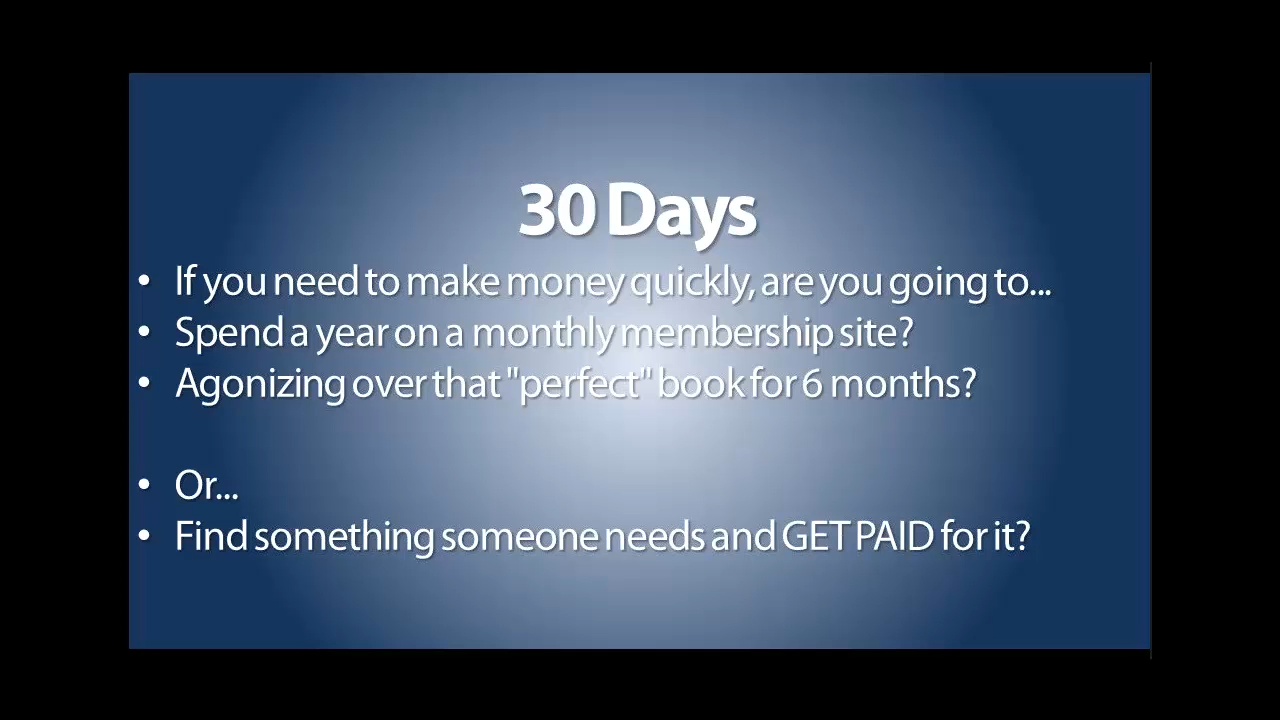 30 Days
• If you need to make money quickly, are you going to...
• Spend a year on a monthly membership site?
• Agonizing over that "perfect" book for 6 months?
• Or...
• Find something someone needs and GET PAID for it?